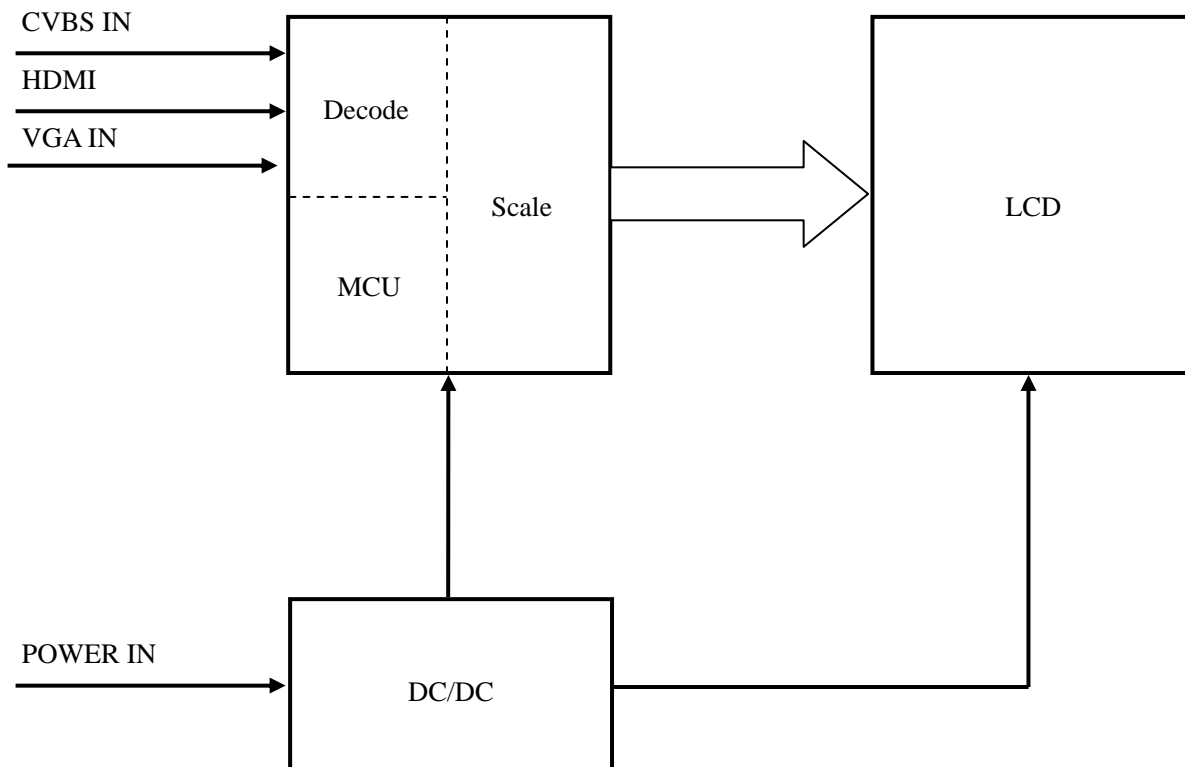 CVBS IN
HDMI
VGA IN
Decode
MCU
Scale
LCD
POWER IN
DC/DC